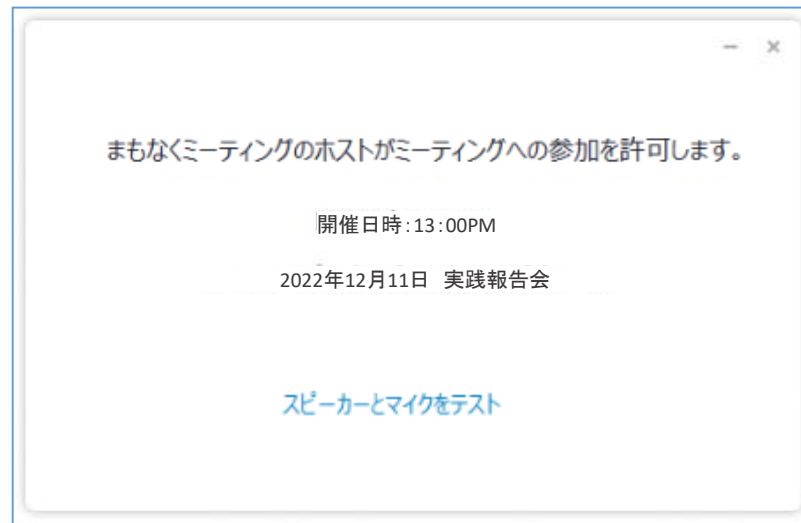 まもなくミーティングのホストがミーティングへの参加を許可します。
開催日時：13：00PM
2022年12月11日　実践報告会
スピーカーとマイクをテスト